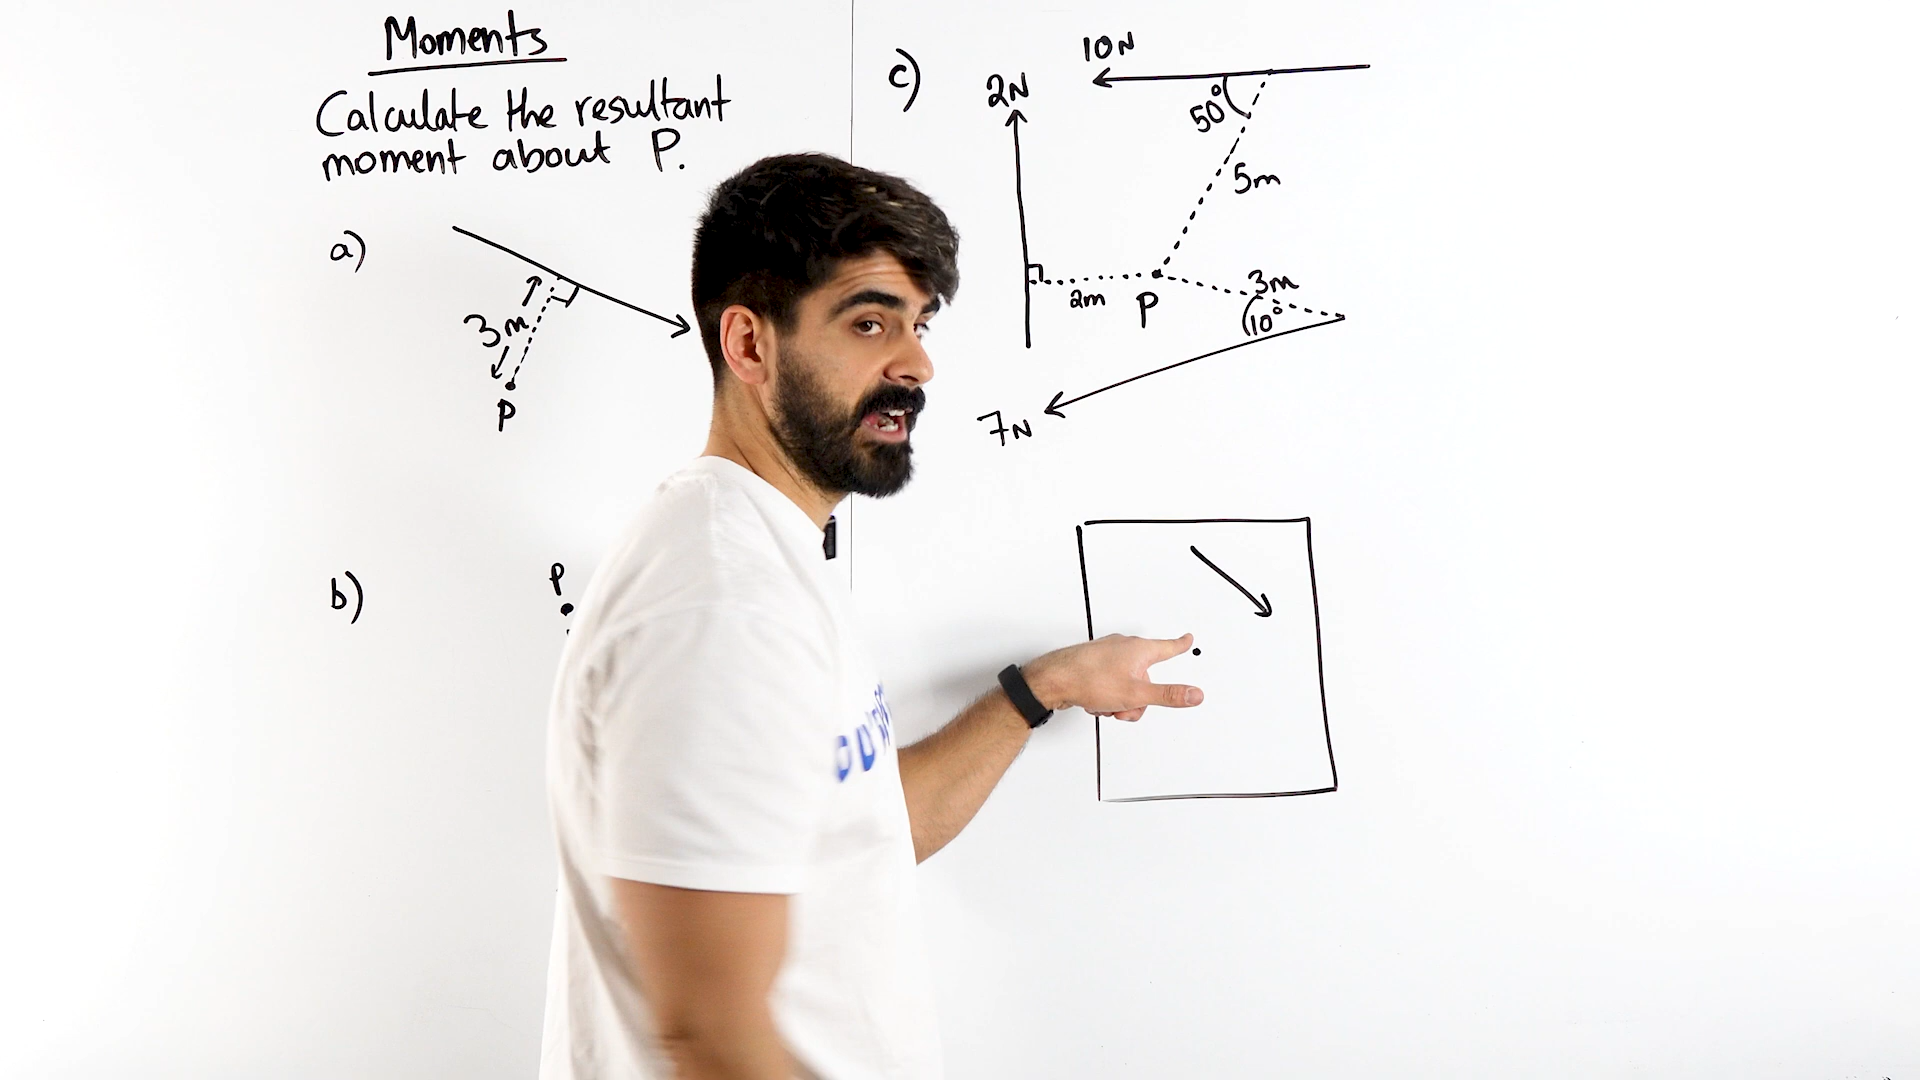 Moments
Calculate the resultant
moment about P.
a)
3m
P
b)
P
c)
10N
2N
50°
5m
2m
P
3m
10°
7N